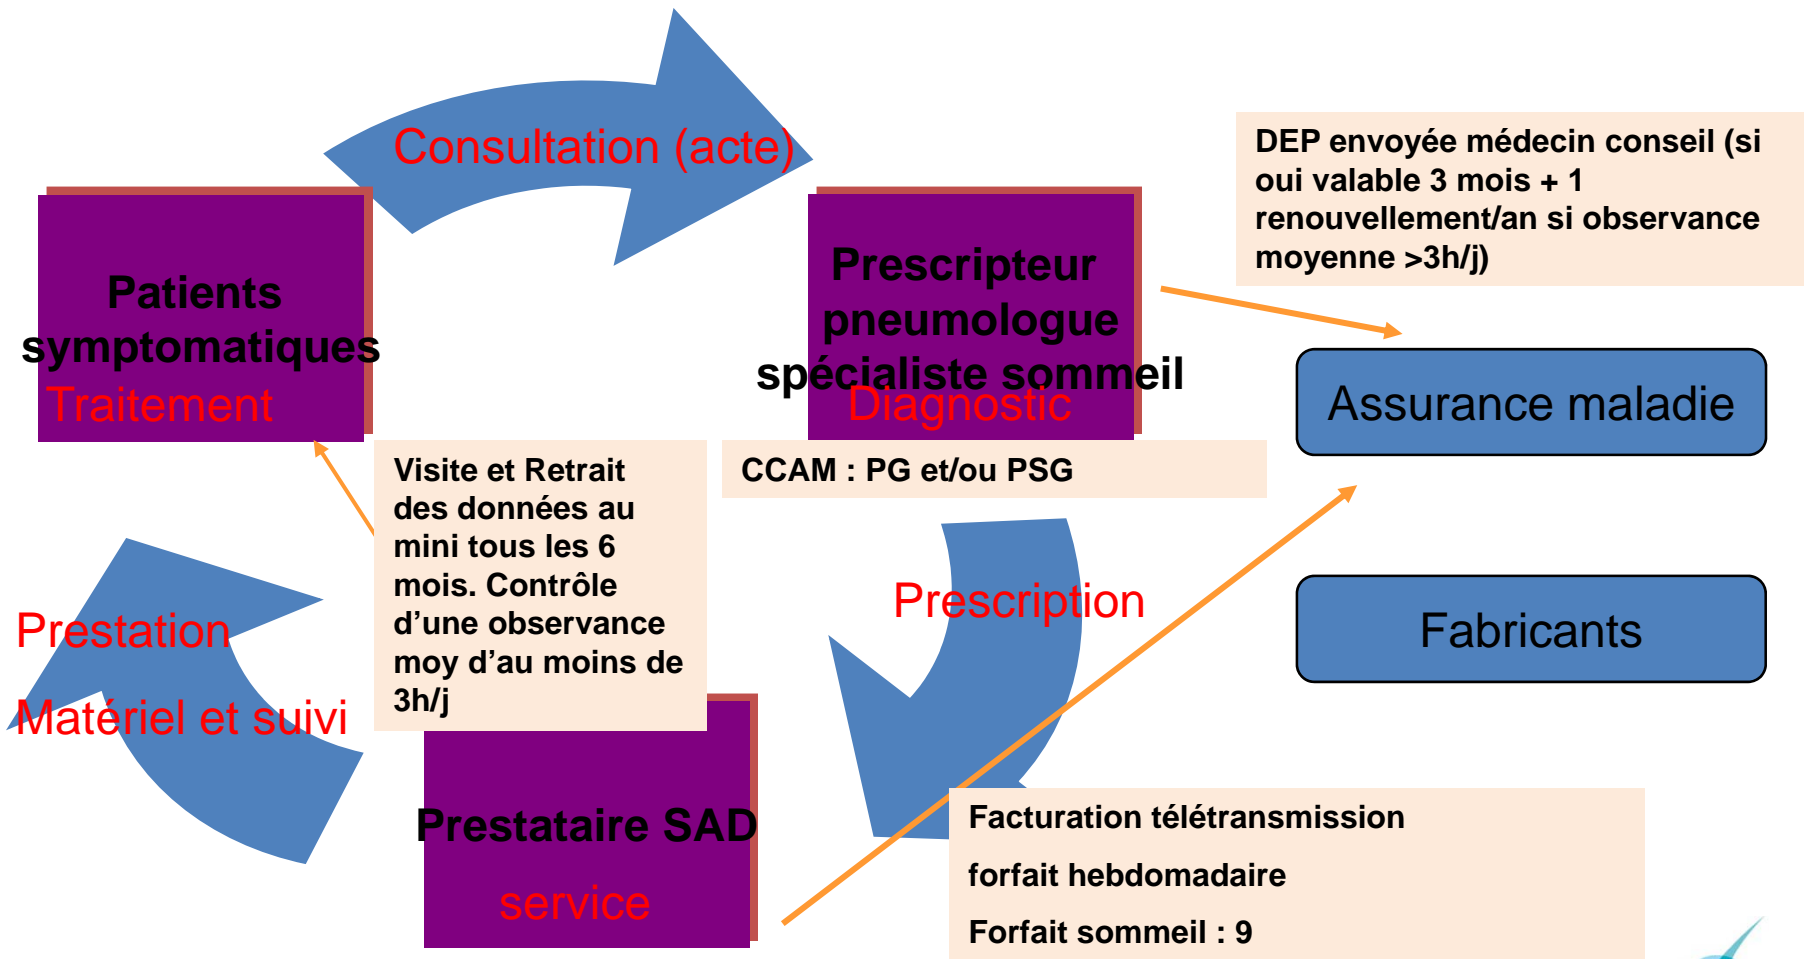 Consultation (acte)
DEP envoyée médecin conseil (si
oui valable 3 mois + 1
renouvellement/an si observance
moyenne >3h/j)
Patients
symptomatiques
Traitement
Prescripteur
pneumologue
spécialiste sommeil
Diagnostic
Assurance maladie
Visite et Retrait
des données au
mini tous les 6
mois. Contrôle
d'une observance
moy d'au moins de
3h/j
CCAM : PG et/ou PSG
Prescription
Fabricants
Prestation
Matériel et suivi
Prestataire SAD
service
Facturation télétransmission
forfait hebdomadaire
Forfait sommeil : 9